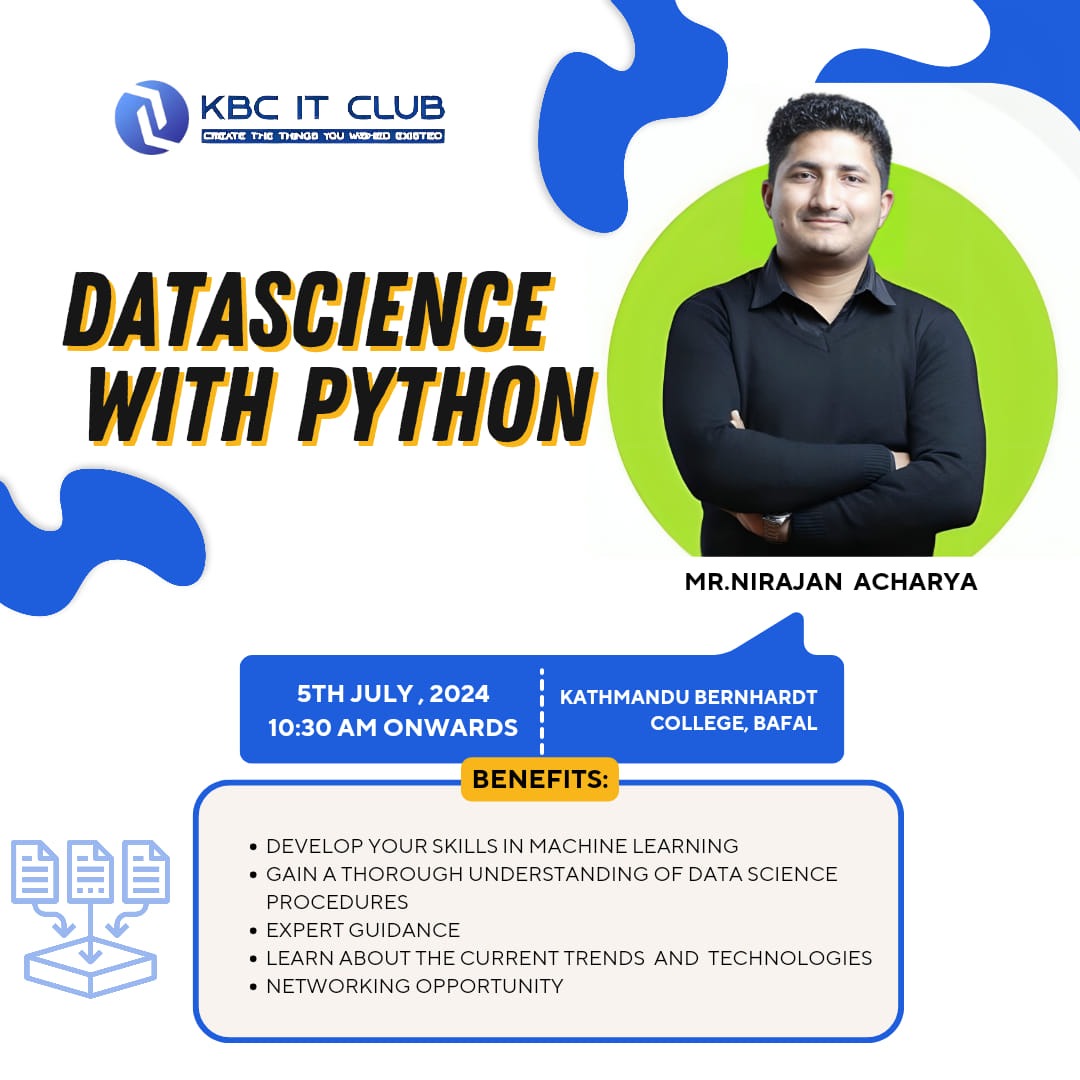 KBC IT CLUB
CREATE THE THINGS YOU WISHED EXISTED
DATASCIENCE
WITH PYTHON
MR.NIRAJAN ACHARYA
5TH JULY , 2024
10:30 AM ONWARDS
KATHMANDU BERNHARDT
COLLEGE, BAFAL
BENEFITS:
• DEVELOP YOUR SKILLS IN MACHINE LEARNING
• GAIN A THOROUGH UNDERSTANDING OF DATA SCIENCE
PROCEDURES
• EXPERT GUIDANCE
• LEARN ABOUT THE CURRENT TRENDS AND TECHNOLOGIES
• NETWORKING OPPORTUNITY